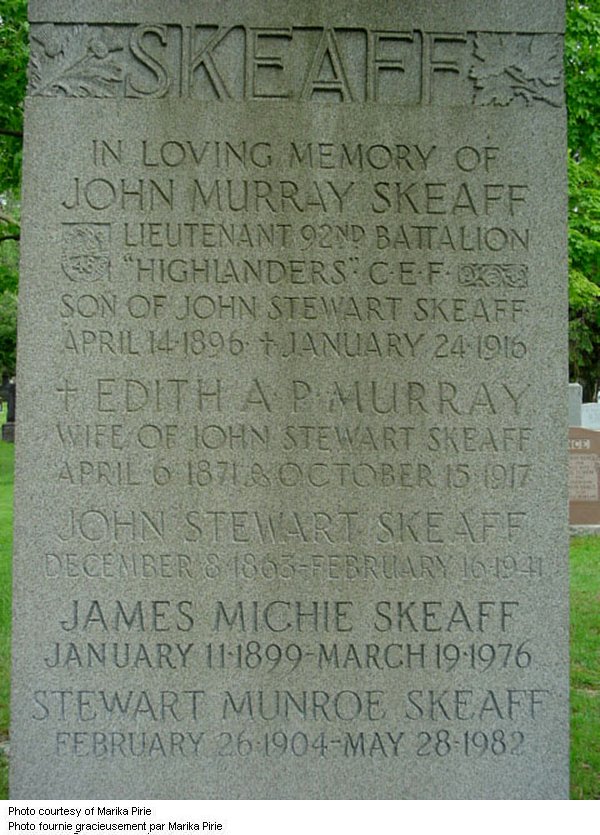 SKEAFF
IN LOVING MEMORY OF
JOHN MURRAY SKEAFF
LIEUTENANT 92ND BATTALION
"HIGHLANDERS" C·E·F·
SON OF JOHN STEWART SKEAFF
APRIL 14·1896·✝JANUARY 24·1916
✝EDITH A·P·MURRAY
WIFE OF JOHN STEWART SKEAFF
APRIL 6·1871·&OCTOBER 15·1917
JOHN STEWART SKEAFF
DECEMBER 8·1863-FEBRUARY 16·1941
JAMES MICHIE SKEAFF
JANUARY 11·1899-MARCH 19·1976
STEWART MUNROE SKEAFF
FEBRUARY 26·1904-MAY 28·1982
Photo courtesy of Marika Pirie
Photo fournie gracieusement par Marika Pirie